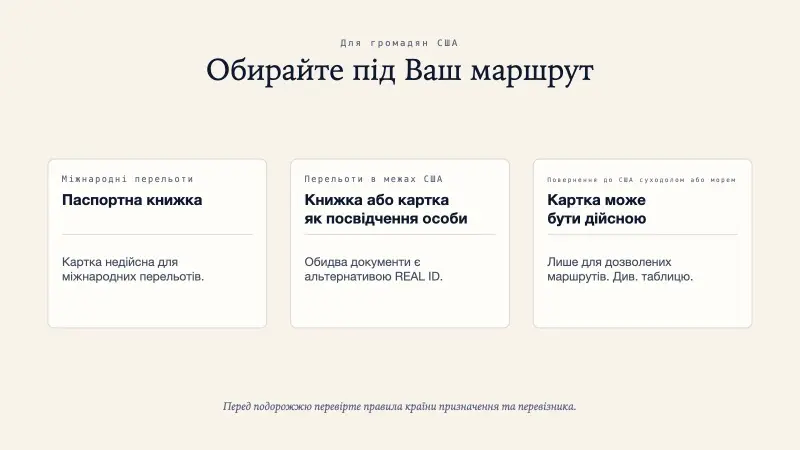 Для громадян США
Обирайте під Ваш маршрут
Міжнародні перельоти
Паспортна книжка
Картка недійсна для
міжнародних перельотів.
Перельоти в межах США
Книжка або картка
як посвідчення особи
Обидва документи є
альтернативою REAL ID.
Повернення до США суходолом або морем
Картка може
бути дійсною
Лише для дозволених
маршрутів. Див. таблицю.
Перед подорожжю перевірте правила країни призначення та перевізника.